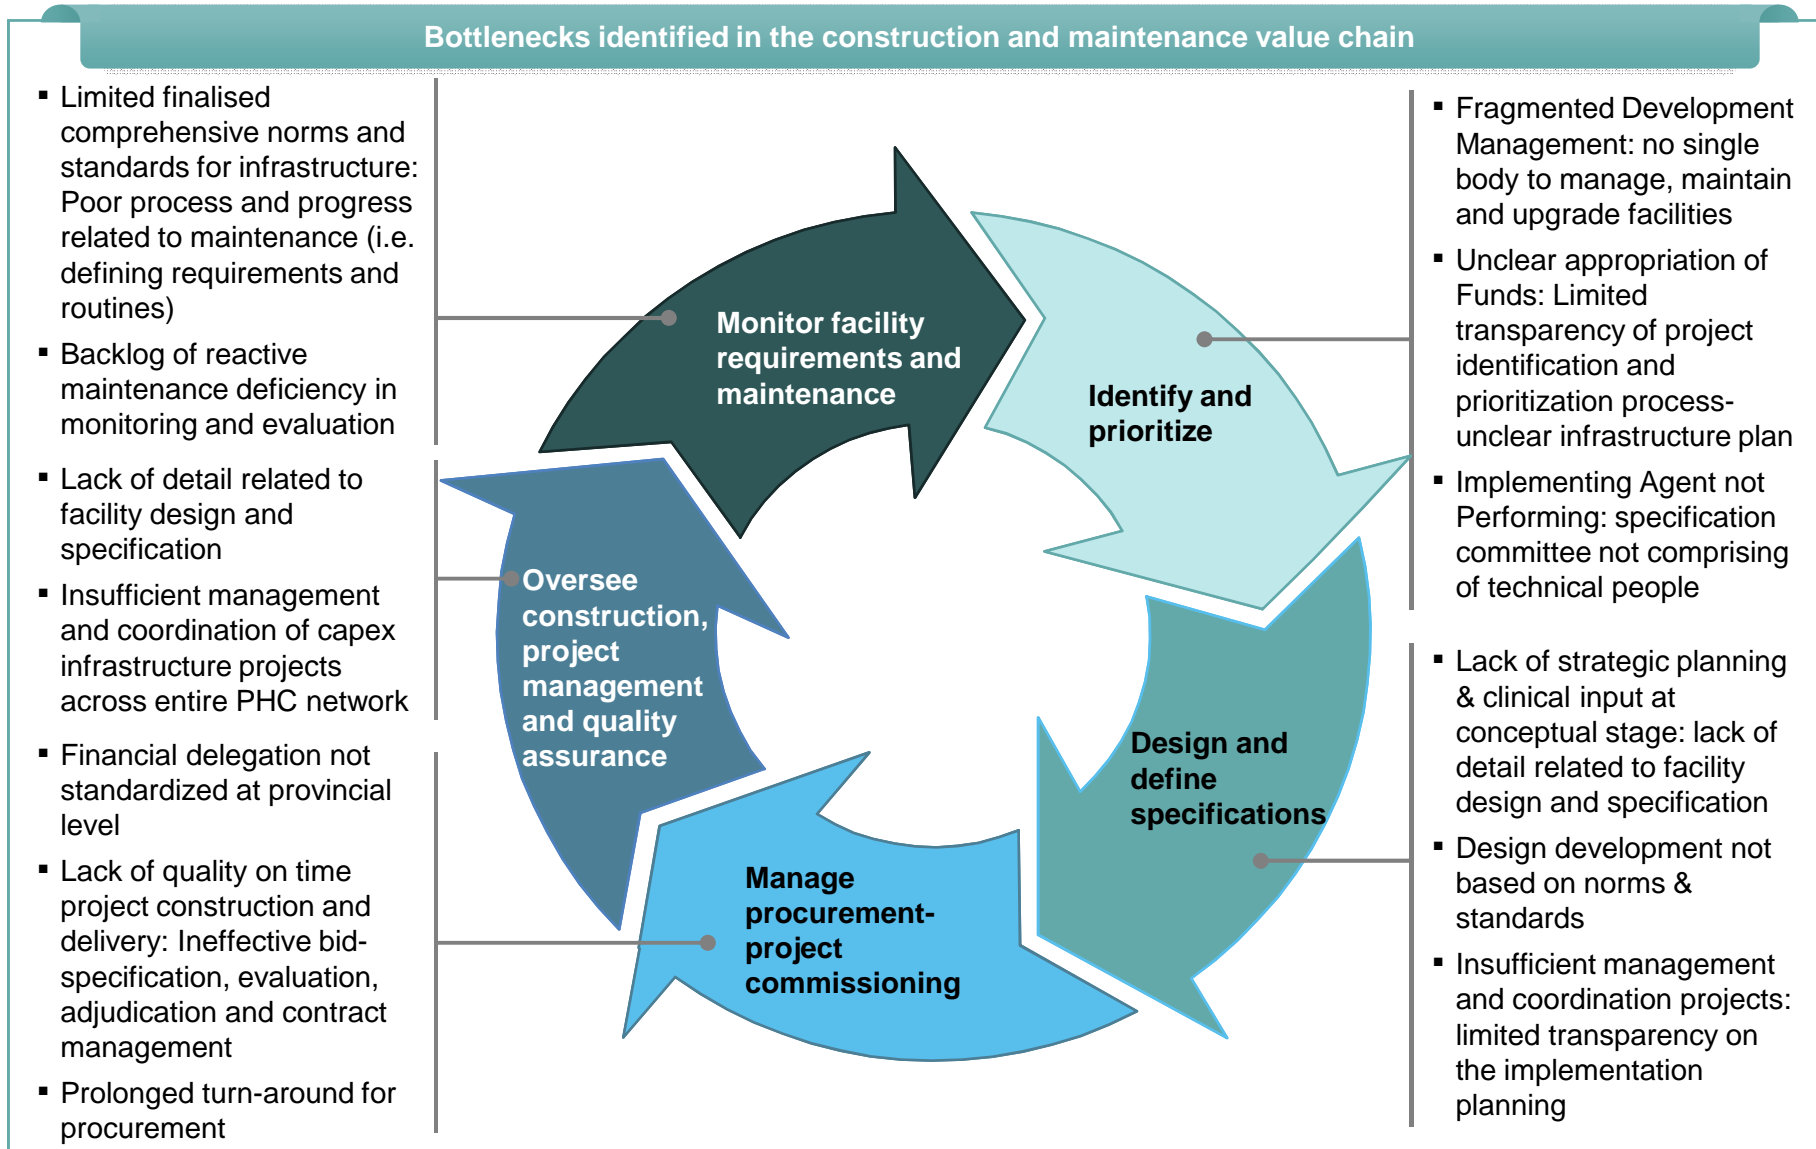 Bottlenecks identified in the construction and maintenance value chain
▪ Limited finalised
comprehensive norms and
standards for infrastructure:
Poor process and progress
related to maintenance (i.e.
defining requirements and
routines)
▪ Backlog of reactive
maintenance deficiency in
monitoring and evaluation
▪ Lack of detail related to
facility design and
specification
▪ Insufficient management
and coordination of capex
infrastructure projects
across entire PHC network
▪ Financial delegation not
standardized at provincial
level
▪ Lack of quality on time
project construction and
delivery: Ineffective bid-
specification, evaluation,
adjudication and contract
management
▪ Prolonged turn-around for
procurement
Monitor facility
requirements and
maintenance
Identify and
prioritize
Design and
define
specifications
Manage
procurement-
project
commissioning
Oversee
construction,
project
management
and quality
assurance
▪ Fragmented Development
Management: no single
body to manage, maintain
and upgrade facilities
▪ Unclear appropriation of
Funds: Limited
transparency of project
identification and
prioritization process-
unclear infrastructure plan
▪ Implementing Agent not
Performing: specification
committee not comprising
of technical people
▪ Lack of strategic planning
& clinical input at
conceptual stage: lack of
detail related to facility
design and specification
▪ Design development not
based on norms &
standards
▪ Insufficient management
and coordination projects:
limited transparency on
the implementation
planning